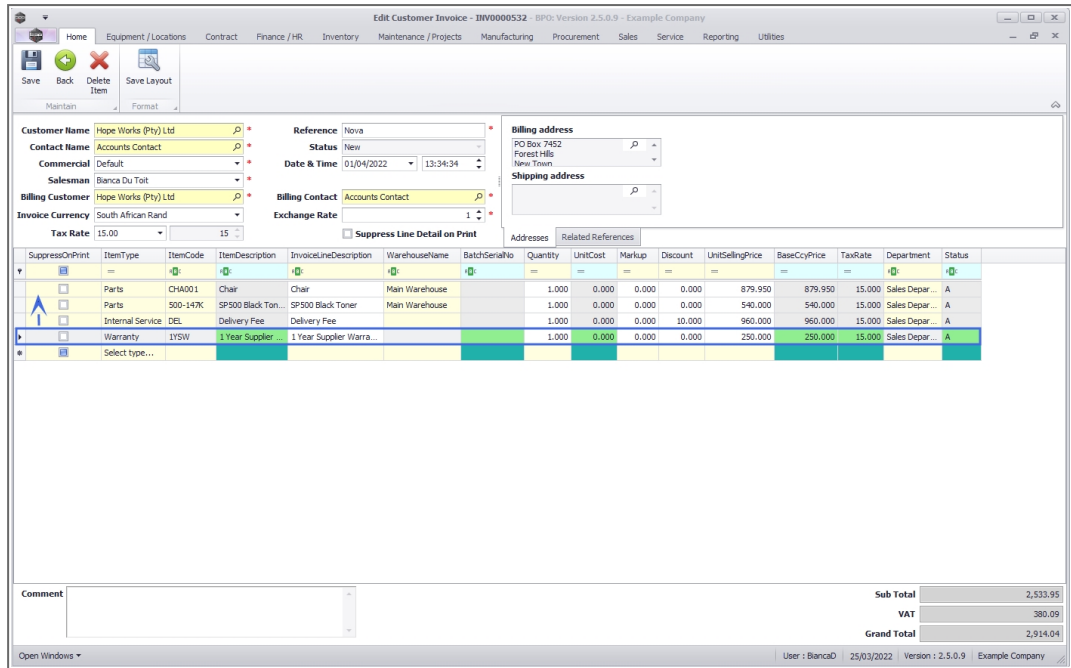 Edit Customer Invoice - INV0000532 - BPO: Version 2.5.0.9 - Example Company
Home Equipment / Locations Contract Finance / HR Inventory Maintenance / Projects Manufacturing Procurement Sales Service Reporting Utilities
Save Back Delete Item Save Layout
Maintain Format
Customer Name Hope Works (Pty) Ltd * Reference Nova * Billing address
Contact Name Accounts Contact * Status New PO Box 7452
Forest Hills
New Town
Commercial Default * Date & Time 01/04/2022 13:34:34
Salesman Bianca Du Toit * Shipping address
Billing Customer Hope Works (Pty) Ltd * Billing Contact Accounts Contact *
Invoice Currency South African Rand Exchange Rate 1 *
Tax Rate 15.00 15 Suppress Line Detail on Print Addresses Related References
SuppressOnPrint ItemType ItemCode ItemDescription InvoiceLineDescription WarehouseName BatchSerialNo Quantity UnitCost Markup Discount UnitSellingPrice BaseCcyPrice TaxRate Department Status
Parts CHA001 Chair Chair Main Warehouse 1.000 0.000 0.000 0.000 879.950 879.950 15.000 Sales Depar... A
Parts 500-147K SP500 Black Ton... SP500 Black Toner Main Warehouse 1.000 0.000 0.000 0.000 540.000 540.000 15.000 Sales Depar... A
Internal Service DEL Delivery Fee Delivery Fee 1.000 0.000 0.000 10.000 960.000 960.000 15.000 Sales Depar... A
Warranty 1YSW 1 Year Supplier ... 1 Year Supplier Warra... 1.000 0.000 0.000 0.000 250.000 250.000 15.000 Sales Depar... A
Select type...
Comment Sub Total 2,533.95
VAT 380.09
Grand Total 2,914.04
Open Windows User : BiancaD 25/03/2022 Version : 2.5.0.9 Example Company